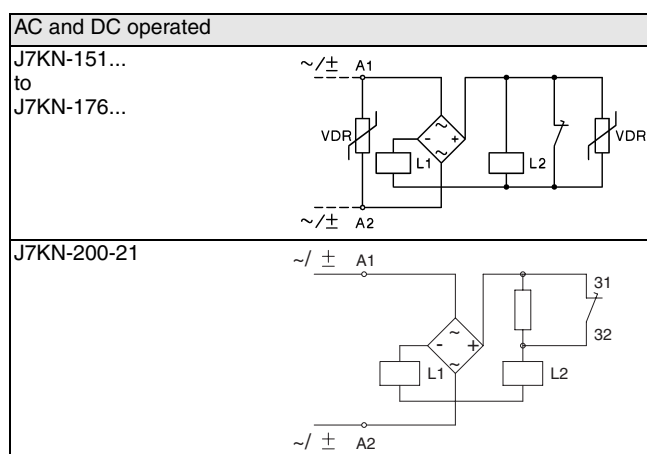 AC and DC operated
J7KN-151...
to
J7KN-176...
~/± A1
VDR
~
- +
~
L1
L2
VDR
~/± A2
J7KN-200-21
~/ ± A1
31
~
- +
32
~
L1
L2
~/ ± A2